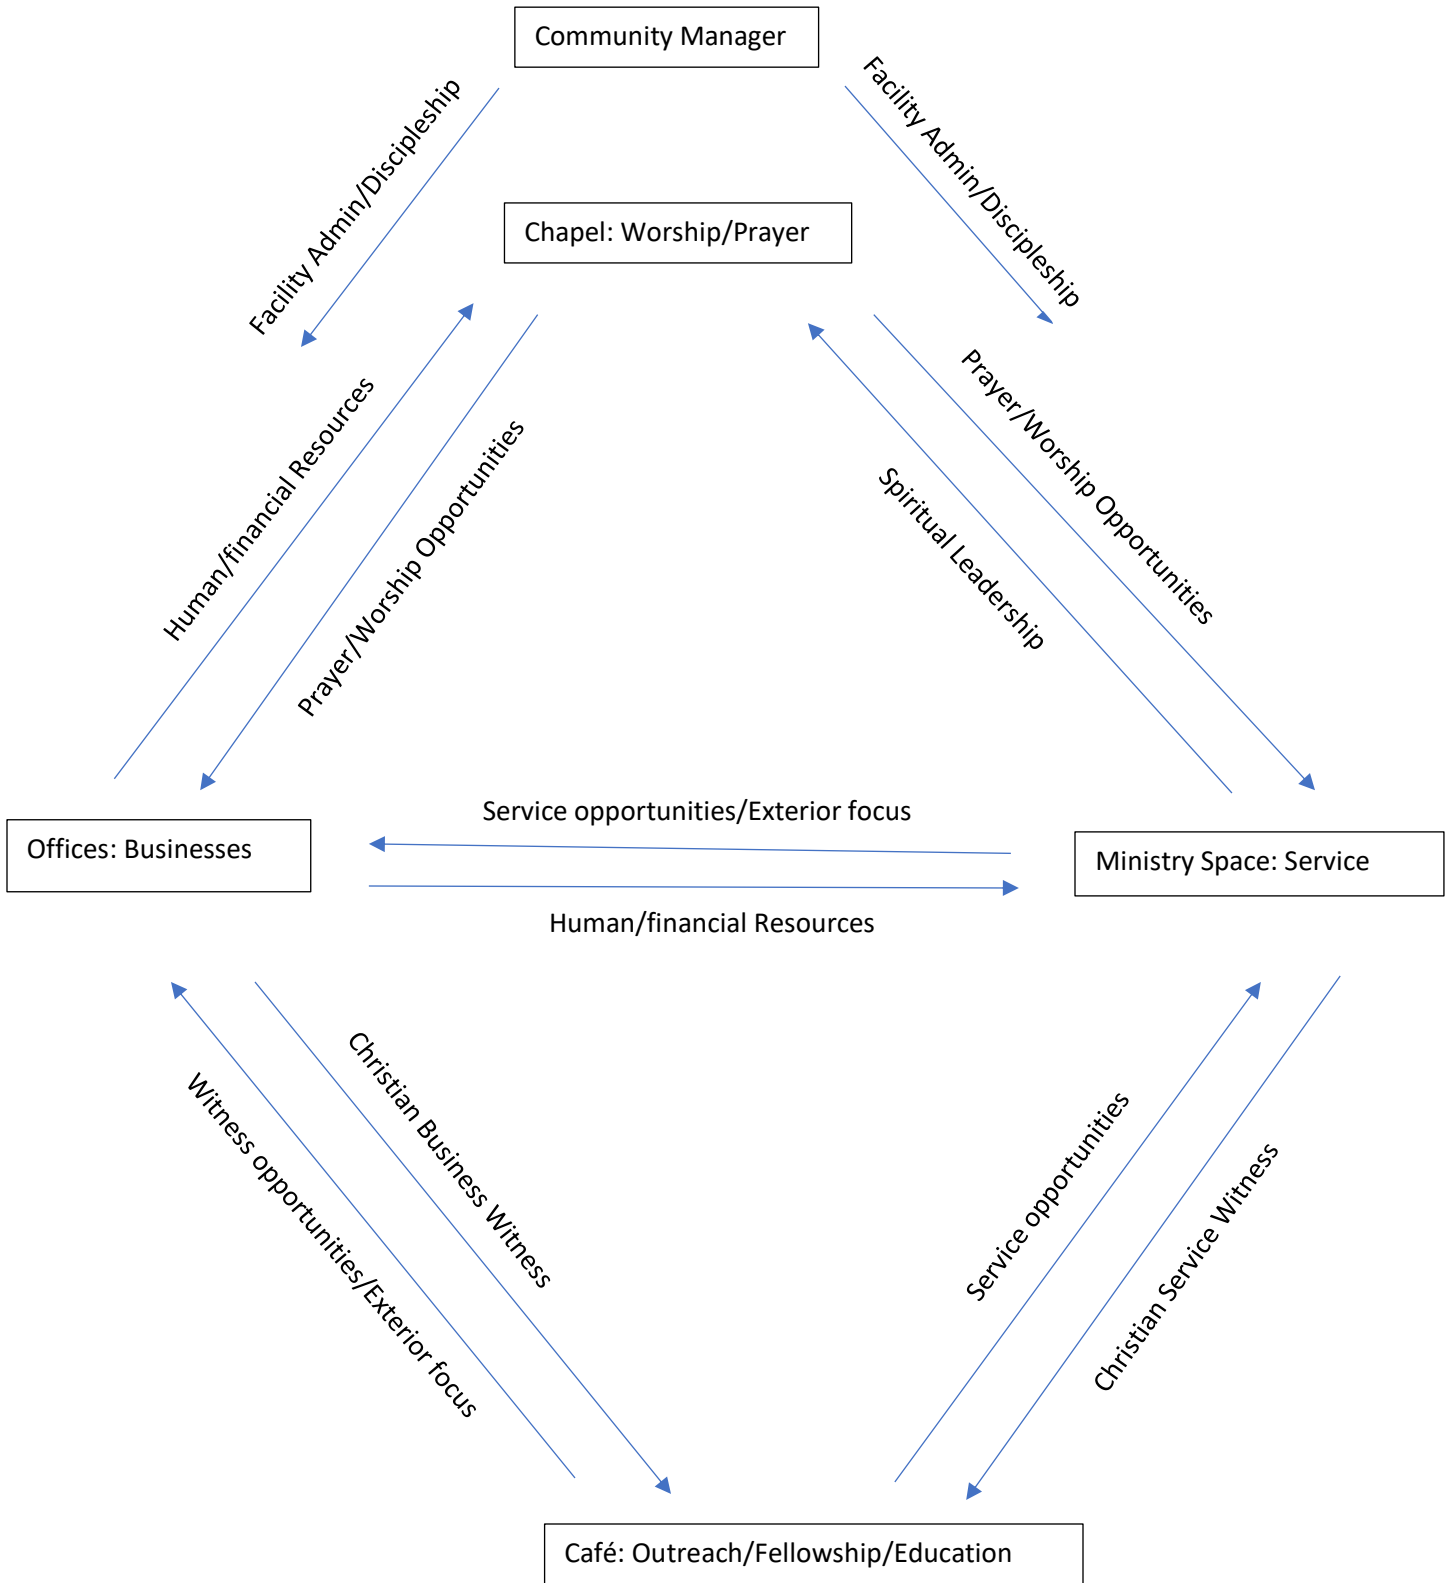 Community Manager
Facility Admin/Discipleship
Facility Admin/Discipleship
Chapel: Worship/Prayer
Human/financial Resources
Prayer/Worship Opportunities
Spiritual Leadership
Prayer/Worship Opportunities
Service opportunities/Exterior focus
Offices: Businesses
Ministry Space: Service
Human/financial Resources
Witness opportunities/Exterior focus
Christian Business Witness
Service opportunities
Christian Service Witness
Café: Outreach/Fellowship/Education